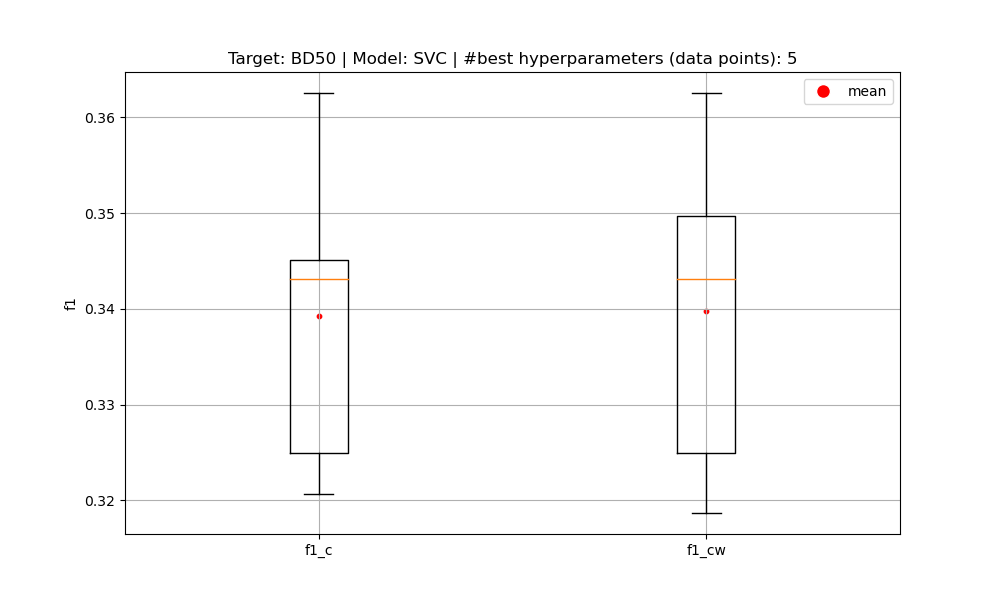 Target: BD50 | Model: SVC | #best hyperparameters (data points): 5
mean
0.36
0.35
0.34
0.33
0.32
f1
f1_c
f1_cw